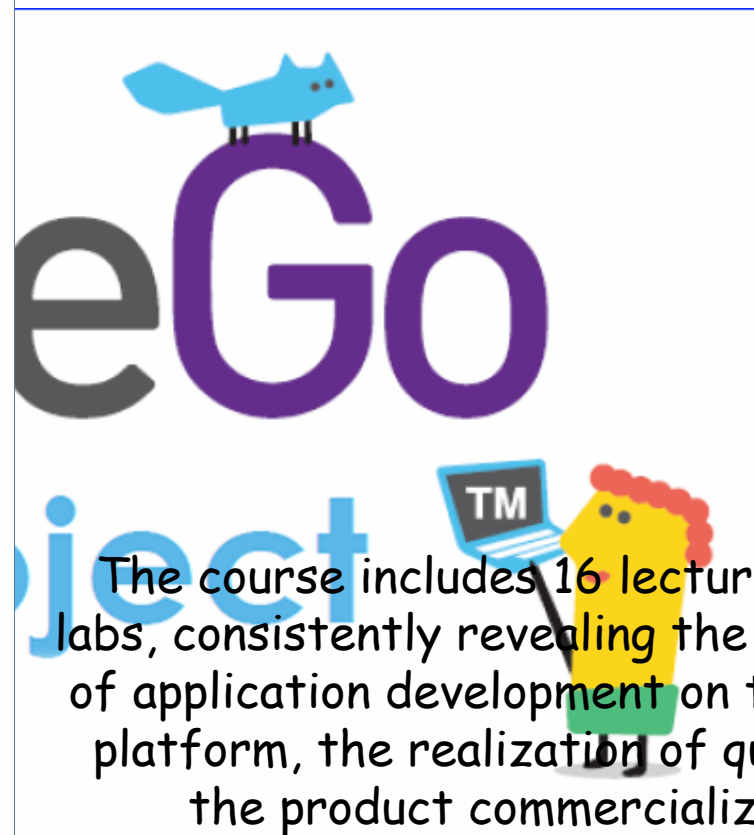 eGo
oject
TM
The course includes 16 lectur
labs, consistently revealing the
of application development on t
platform, the realization of qu
the product commercializ